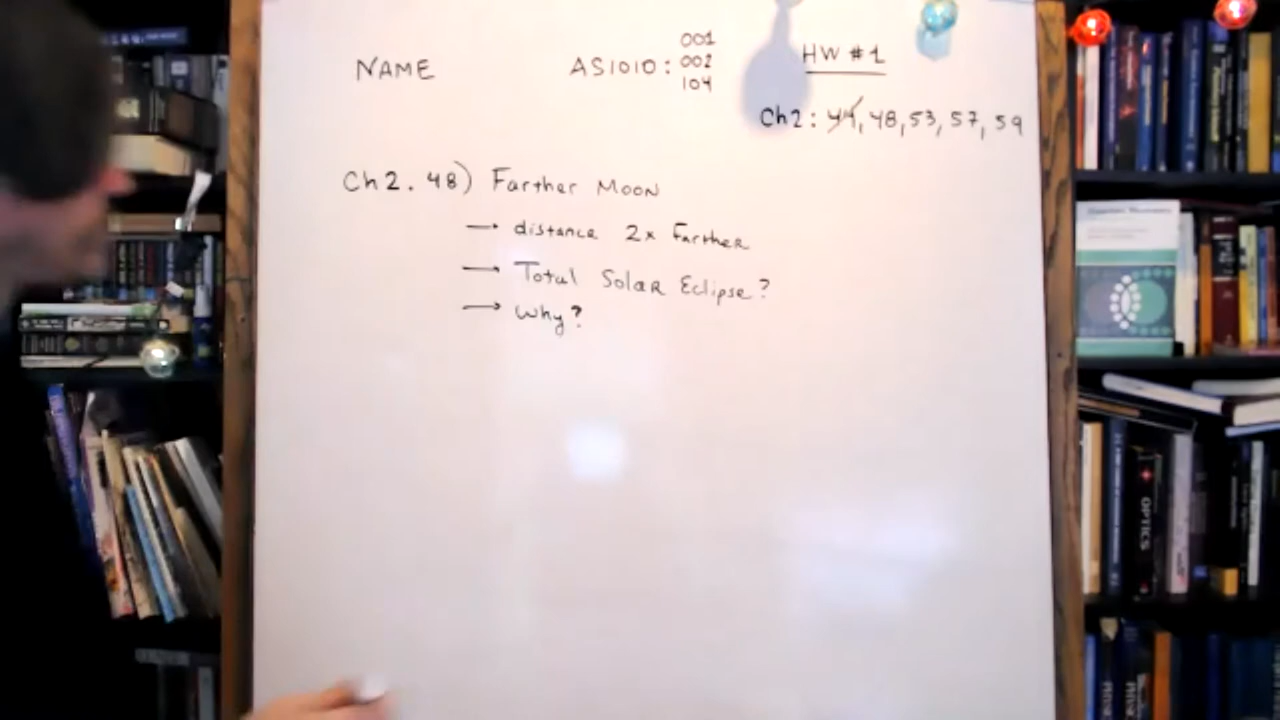 NAME
AS1010: 001
002
104
HW #1
Ch2: 44, 48, 53, 57, 59
Ch2. 48) Farther Moon
→ distance 2x Farther
→ Total Solar Eclipse?
→ Why?
OPTICS